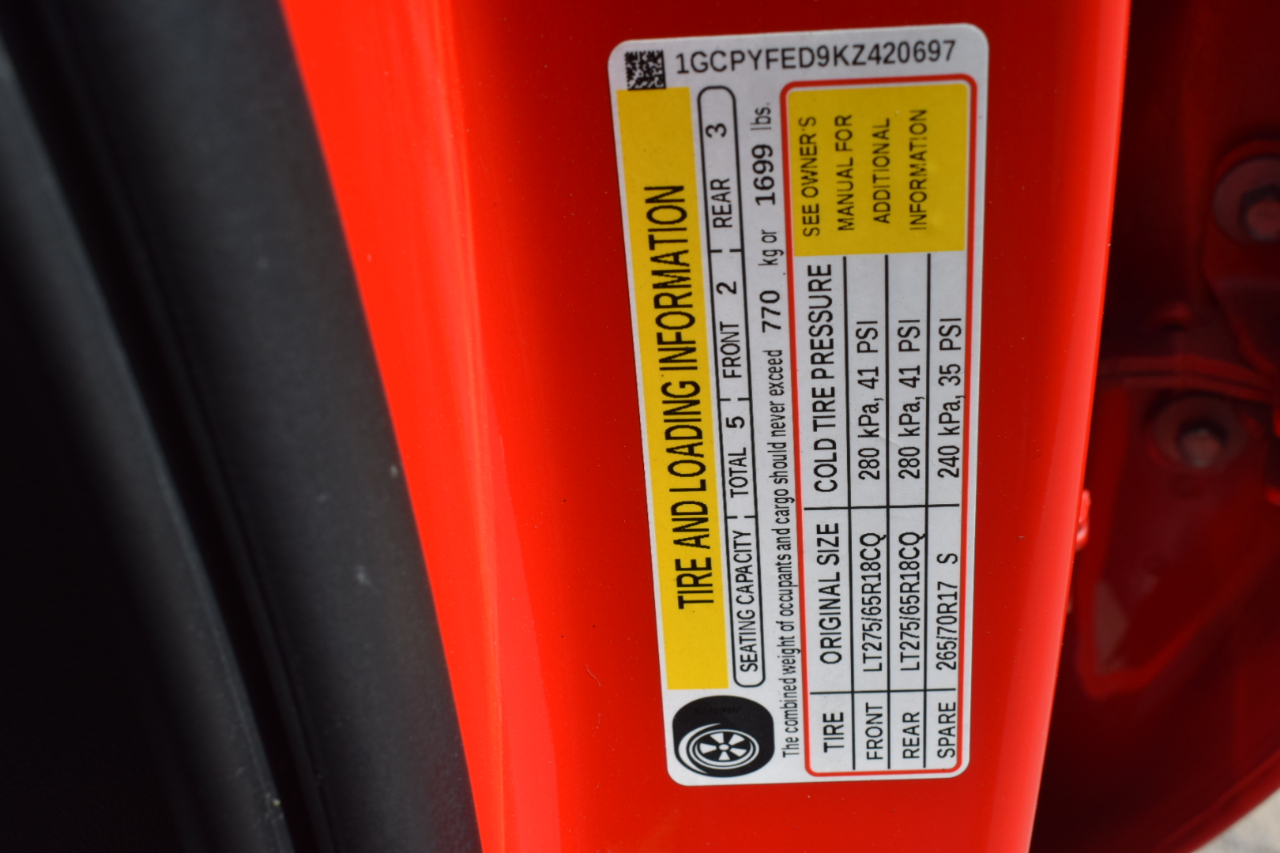 1GCPYFED9KZ420697
TIRE AND LOADING INFORMATION
SEATING CAPACITY TOTAL 5 FRONT 2 REAR 3
The combined weight of occupants and cargo should never exceed 770 kg or 1699 lbs.
TIRE ORIGINAL SIZE COLD TIRE PRESSURE
FRONT LT275/65R18CQ 280 kPa, 41 PSI
REAR LT275/65R18CQ 280 kPa, 41 PSI
SPARE 265/70R17 S 240 kPa, 35 PSI
SEE OWNER'S
MANUAL FOR
ADDITIONAL
INFORMATION